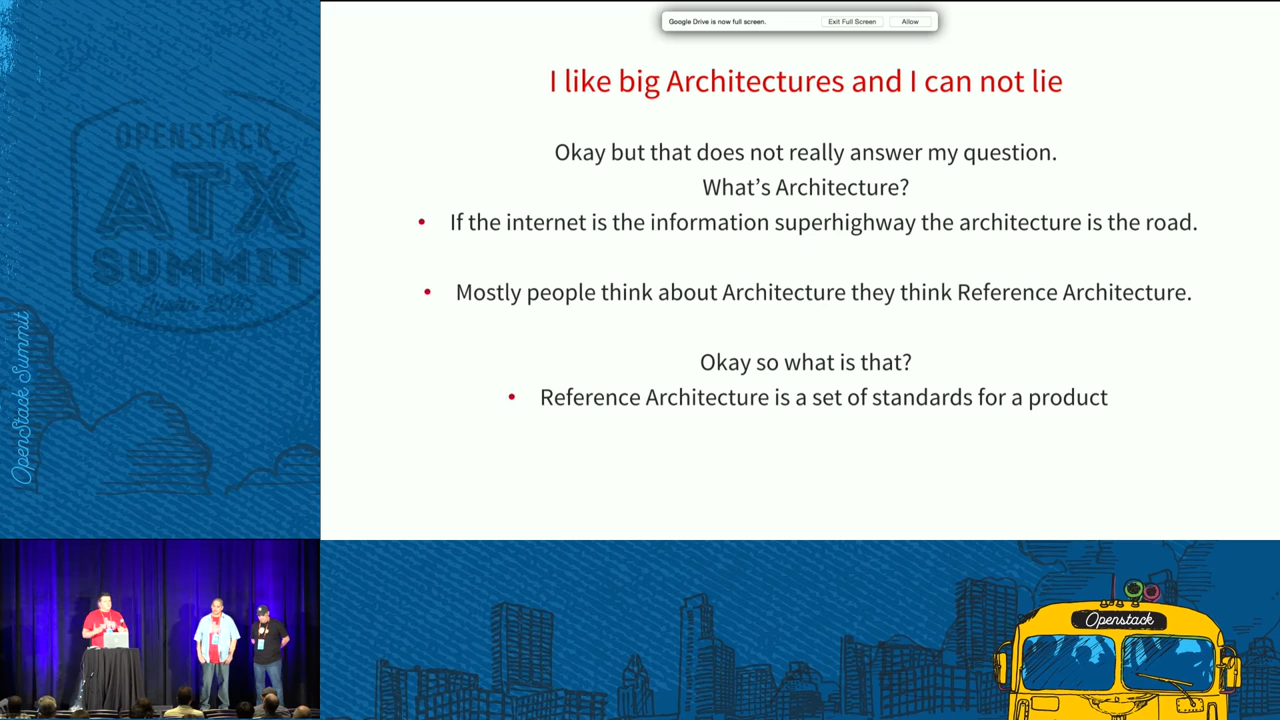 Google Drive is now full screen.
Exit Full Screen
Allow
I like big Architectures and I can not lie
Okay but that does not really answer my question.
What’s Architecture?
• If the internet is the information superhighway the architecture is the road.
• Mostly people think about Architecture they think Reference Architecture.
Okay so what is that?
• Reference Architecture is a set of standards for a product
OPENSTACK
ATX
SUMMIT
OpenStack Summit
Openstack